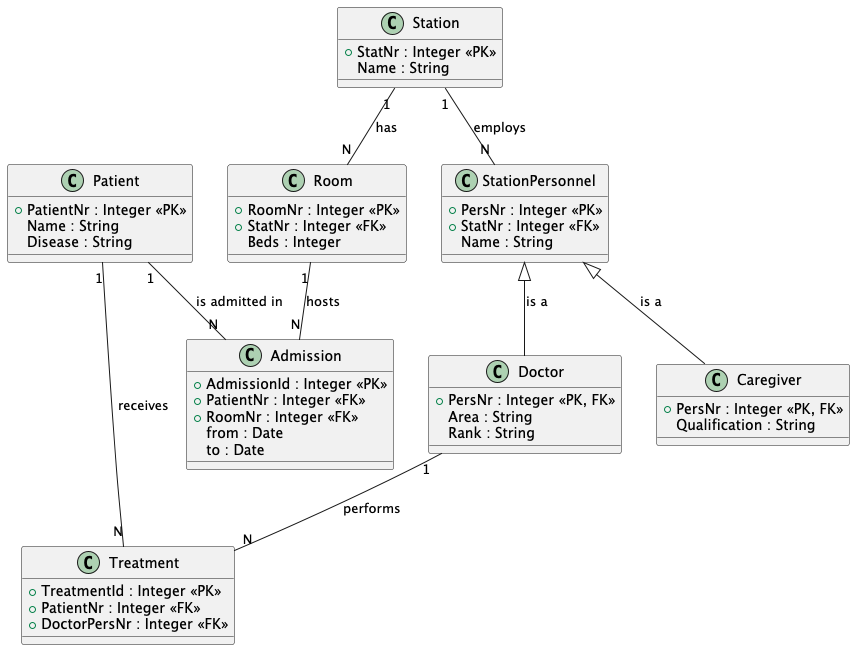 C Station
StatNr : Integer «PK»
Name : String
1
1
has
employs
N
N
C Patient
PatientNr : Integer «PK»
Name : String
Disease : String
C Room
RoomNr : Integer «PK»
StatNr : Integer «FK»
Beds : Integer
C StationPersonnel
PersNr : Integer «PK»
StatNr : Integer «FK»
Name : String
1
1
1
is admitted in
hosts
is a
is a
N
N
C Admission
AdmissionId : Integer «PK»
PatientNr : Integer «FK»
RoomNr : Integer «FK»
from : Date
to : Date
C Doctor
PersNr : Integer «PK, FK»
Area : String
Rank : String
C Caregiver
PersNr : Integer «PK, FK»
Qualification : String
receives
1
performs
N
N
C Treatment
TreatmentId : Integer «PK»
PatientNr : Integer «FK»
DoctorPersNr : Integer «FK»